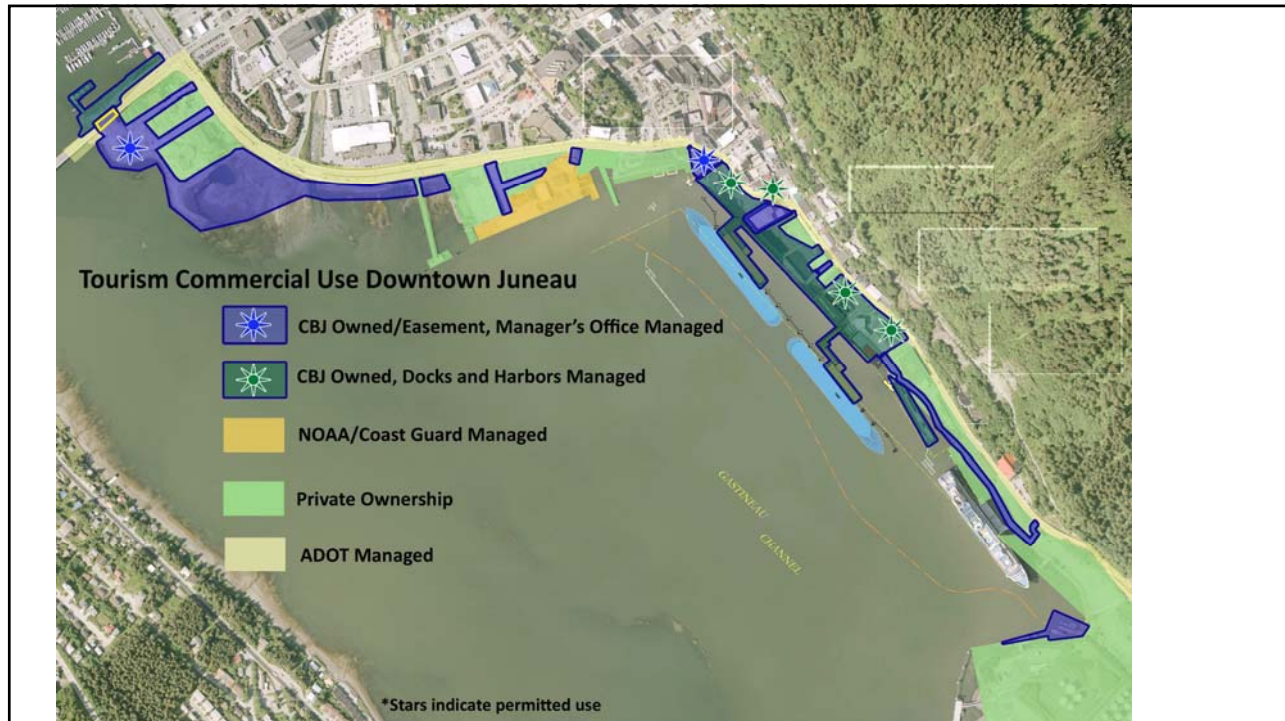 Tourism Commercial Use Downtown Juneau
CBJ Owned/Easement, Manager's Office Managed
CBJ Owned, Docks and Harbors Managed
NOAA/Coast Guard Managed
Private Ownership
ADOT Managed
GASTINEAU
CHANNEL
*Stars indicate permitted use